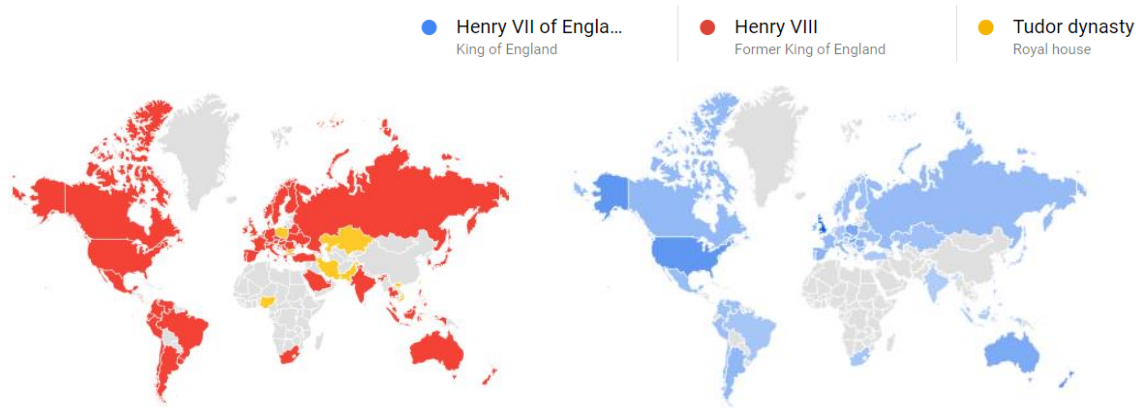 Henry VII of Engla...
King of England
Henry VIII
Former King of England
Tudor dynasty
Royal house